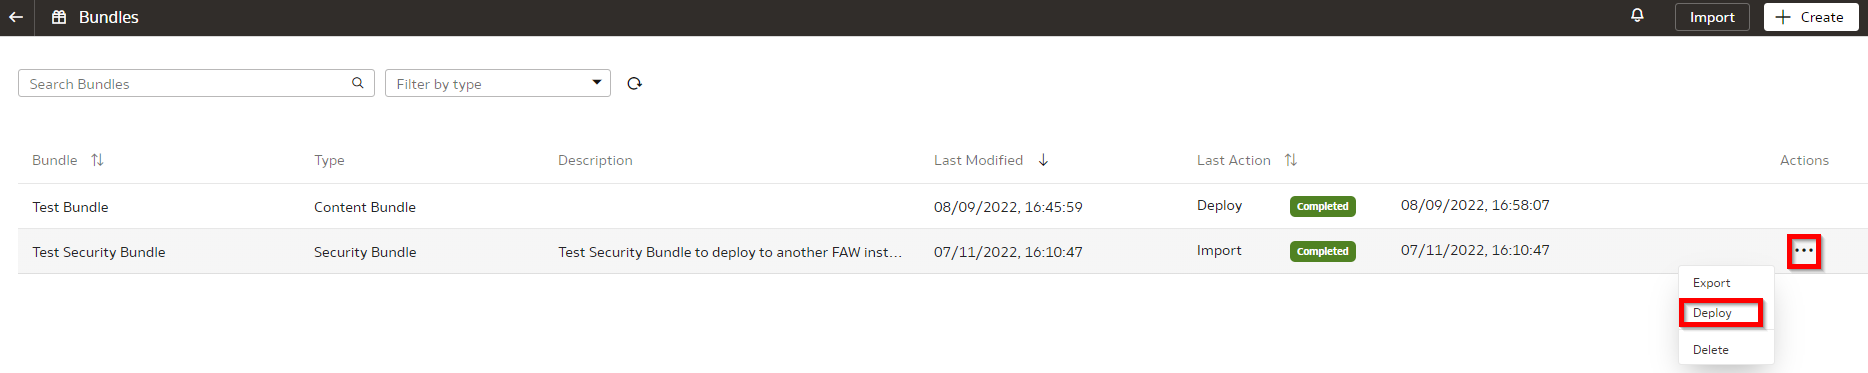 Bundles Import Create
Search Bundles Filter by type
Bundle Type Description Last Modified Last Action Actions
Test Bundle Content Bundle 08/09/2022, 16:45:59 Deploy Completed 08/09/2022, 16:58:07
Test Security Bundle Security Bundle Test Security Bundle to deploy to another FAW inst... 07/11/2022, 16:10:47 Import Completed 07/11/2022, 16:10:47
Export
Deploy
Delete